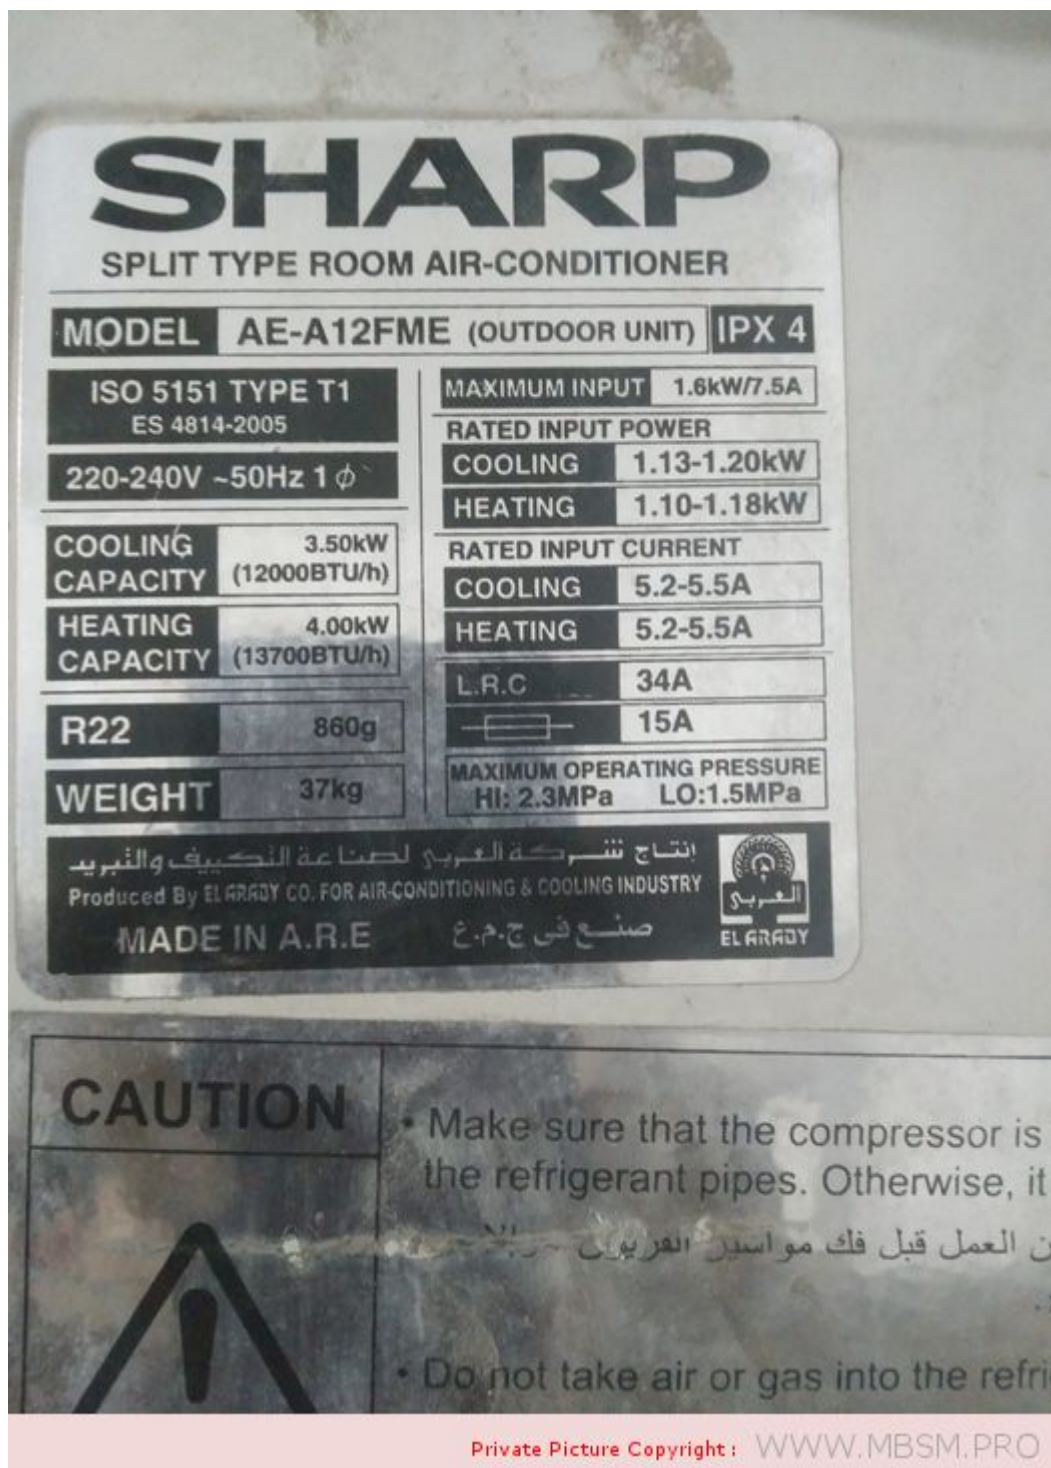 SHARP
SPLIT TYPE ROOM AIR-CONDITIONER
MODEL AE-A12FME (OUTDOOR UNIT) IPX 4
ISO 5151 TYPE T1
ES 4814-2005
220-240V ~50Hz 1 ϕ
COOLING CAPACITY 3.50kW (12000BTU/h)
HEATING CAPACITY 4.00kW (13700BTU/h)
R22 860g
WEIGHT 37kg
MAXIMUM INPUT 1.6kW/7.5A
RATED INPUT POWER
COOLING 1.13-1.20kW
HEATING 1.10-1.18kW
RATED INPUT CURRENT
COOLING 5.2-5.5A
HEATING 5.2-5.5A
L.R.C 34A
15A
MAXIMUM OPERATING PRESSURE
HI: 2.3MPa LO:1.5MPa
إنتاج شركة العربي لصناعة التكييف والتبريد
Produced By EL ARABY CO. FOR AIR-CONDITIONING & COOLING INDUSTRY
MADE IN A.R.E صنع في ج.م.ع
العربي
EL ARABY
CAUTION
• Make sure that the compressor is
the refrigerant pipes. Otherwise, it
ن العمل قبل فك مواسير الفريون
• Do not take air or gas into the refri
Private Picture Copyright : WWW.MBSM.PRO